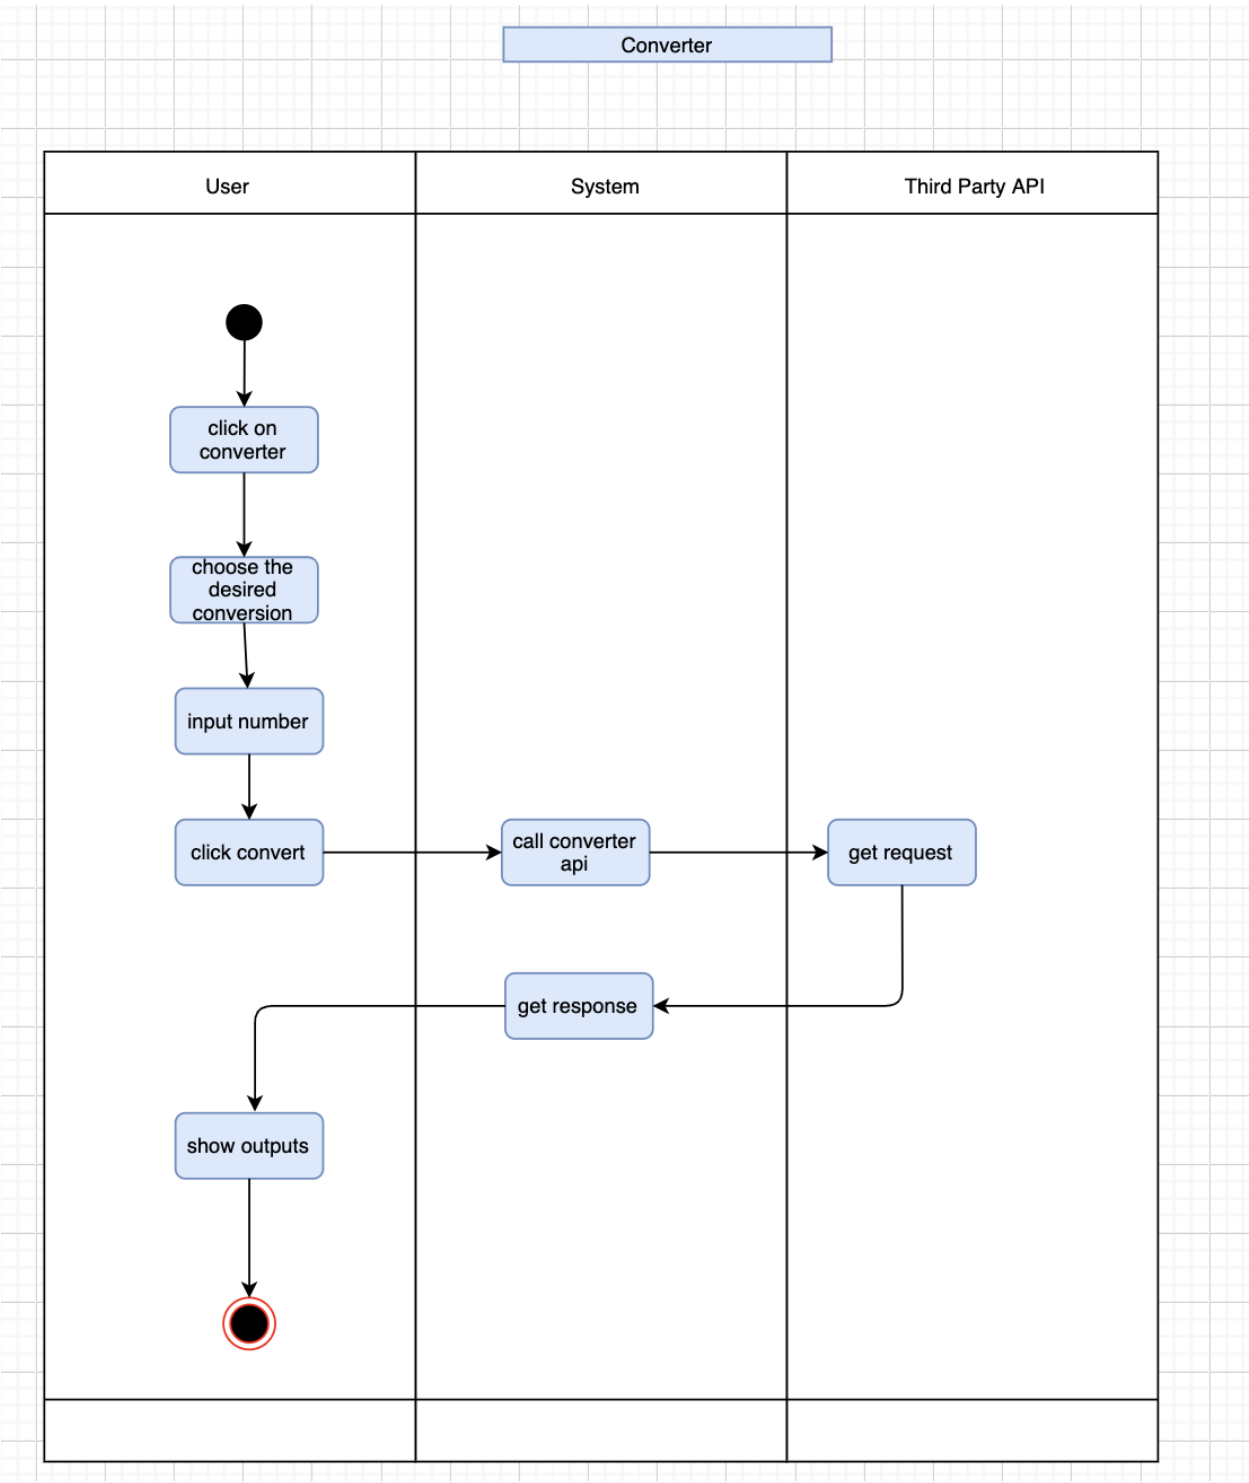 Converter
User
System
Third Party API
click on
converter
choose the
desired
conversion
input number
click convert
call converter
api
get request
get response
show outputs